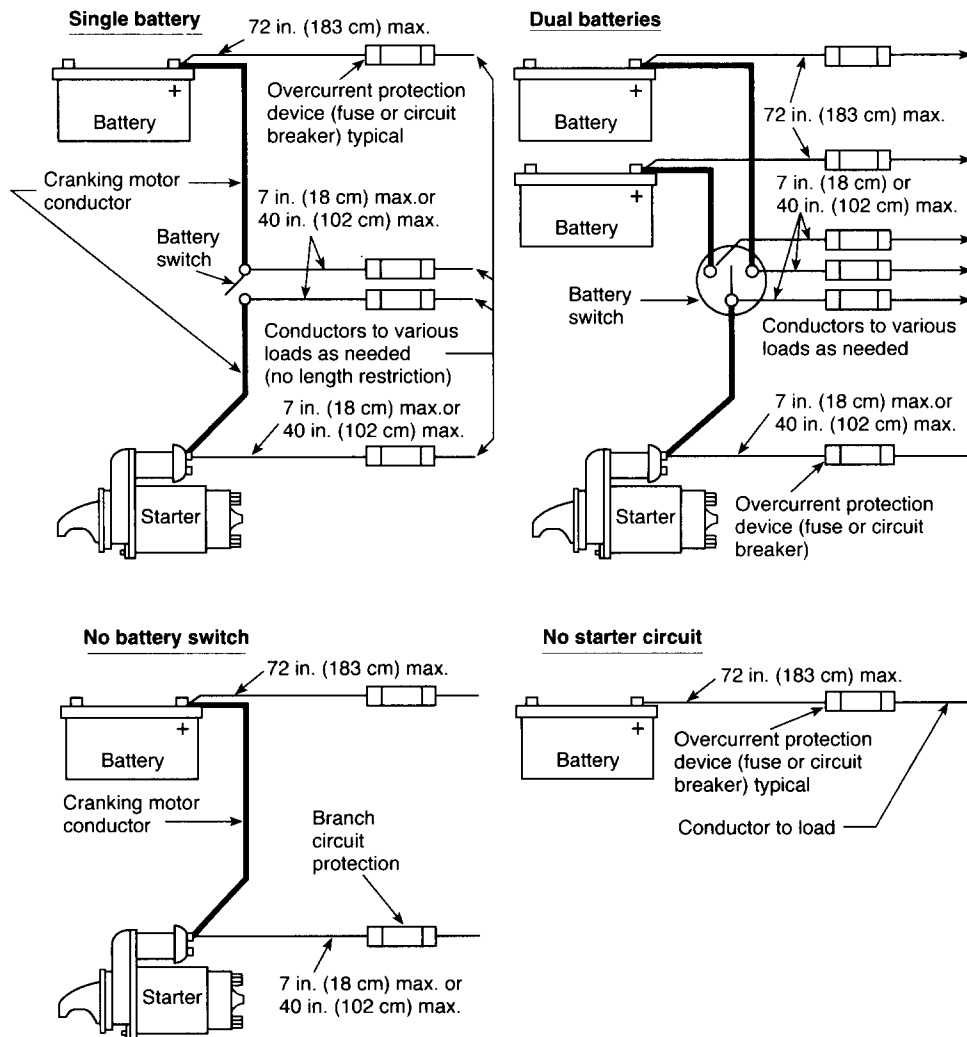 Single battery
72 in. (183 cm) max.
+
Battery
Overcurrent protection
device (fuse or circuit
breaker) typical
Cranking motor
conductor
7 in. (18 cm) max.or
40 in. (102 cm) max.
Battery
switch
Conductors to various
loads as needed
(no length restriction)
7 in. (18 cm) max.or
40 in. (102 cm) max.
Starter
Dual batteries
+
Battery
72 in. (183 cm) max.
+
Battery
7 in. (18 cm) or
40 in. (102 cm) max.
Battery
switch
Conductors to various
loads as needed
7 in. (18 cm) max.or
40 in. (102 cm) max.
Starter
Overcurrent protection
device (fuse or circuit
breaker)
No battery switch
72 in. (183 cm) max.
+
Battery
Cranking motor
conductor
Branch
circuit
protection
Starter
7 in. (18 cm) max. or
40 in. (102 cm) max.
No starter circuit
72 in. (183 cm) max.
+
Battery
Overcurrent protection
device (fuse or circuit
breaker) typical
Conductor to load